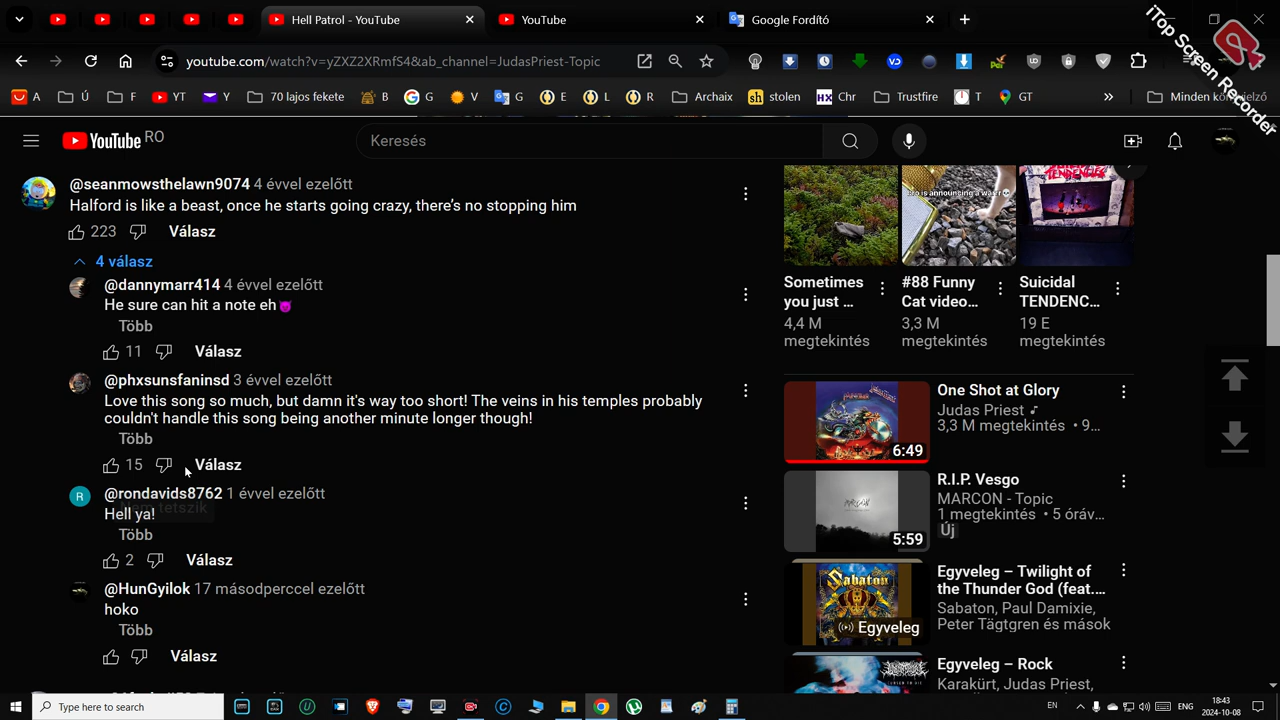 Hell Patrol - YouTube
YouTube
Google Fordító
youtube.com/watch?v=yZXZ2XRmfS4&ab_channel=JudasPriest-Topic
A
Ú
F
YT
Y
70 lajos fekete
B
G
V
G
E
L
R
Archaix
stolen
Chr
Trustfire
T
GT
Minden könyvjelző
iTop Screen Recorder
YouTube RO
Keresés
@seanmowsthelawn9074 4 évvel ezelőtt
Halford is like a beast, once he starts going crazy, there's no stopping him
223 Válasz
4 válasz
@dannymarr414 4 évvel ezelőtt
He sure can hit a note eh😈
Több
11 Válasz
@phxsunsfaninsd 3 évvel ezelőtt
Love this song so much, but damn it's way too short! The veins in his temples probably
couldn't handle this song being another minute longer though!
Több
15 Válasz
@rondavids8762 1 évvel ezelőtt
Nem tetszik
Hell ya!
Több
2 Válasz
@HunGyilok 17 másodperccel ezelőtt
hoko
Több
Válasz
TENDENCIES
Sometimes
you just ...
4,4 M
megtekintés
#88 Funny
Cat video...
3,3 M
megtekintés
Suicidal
TENDENC...
19 E
megtekintés
One Shot at Glory
Judas Priest
3,3 M megtekintés • 9...
6:49
R.I.P. Vesgo
MARCON - Topic
1 megtekintés • 5 óráv...
Új
5:59
Egyveleg – Twilight of
the Thunder God (feat....
Sabaton, Paul Damixie,
Peter Tägtgren és mások
SABATON
Egyveleg
Egyveleg – Rock
Karakürt, Judas Priest,
Type here to search
EN
ENG
18:43
2024-10-08